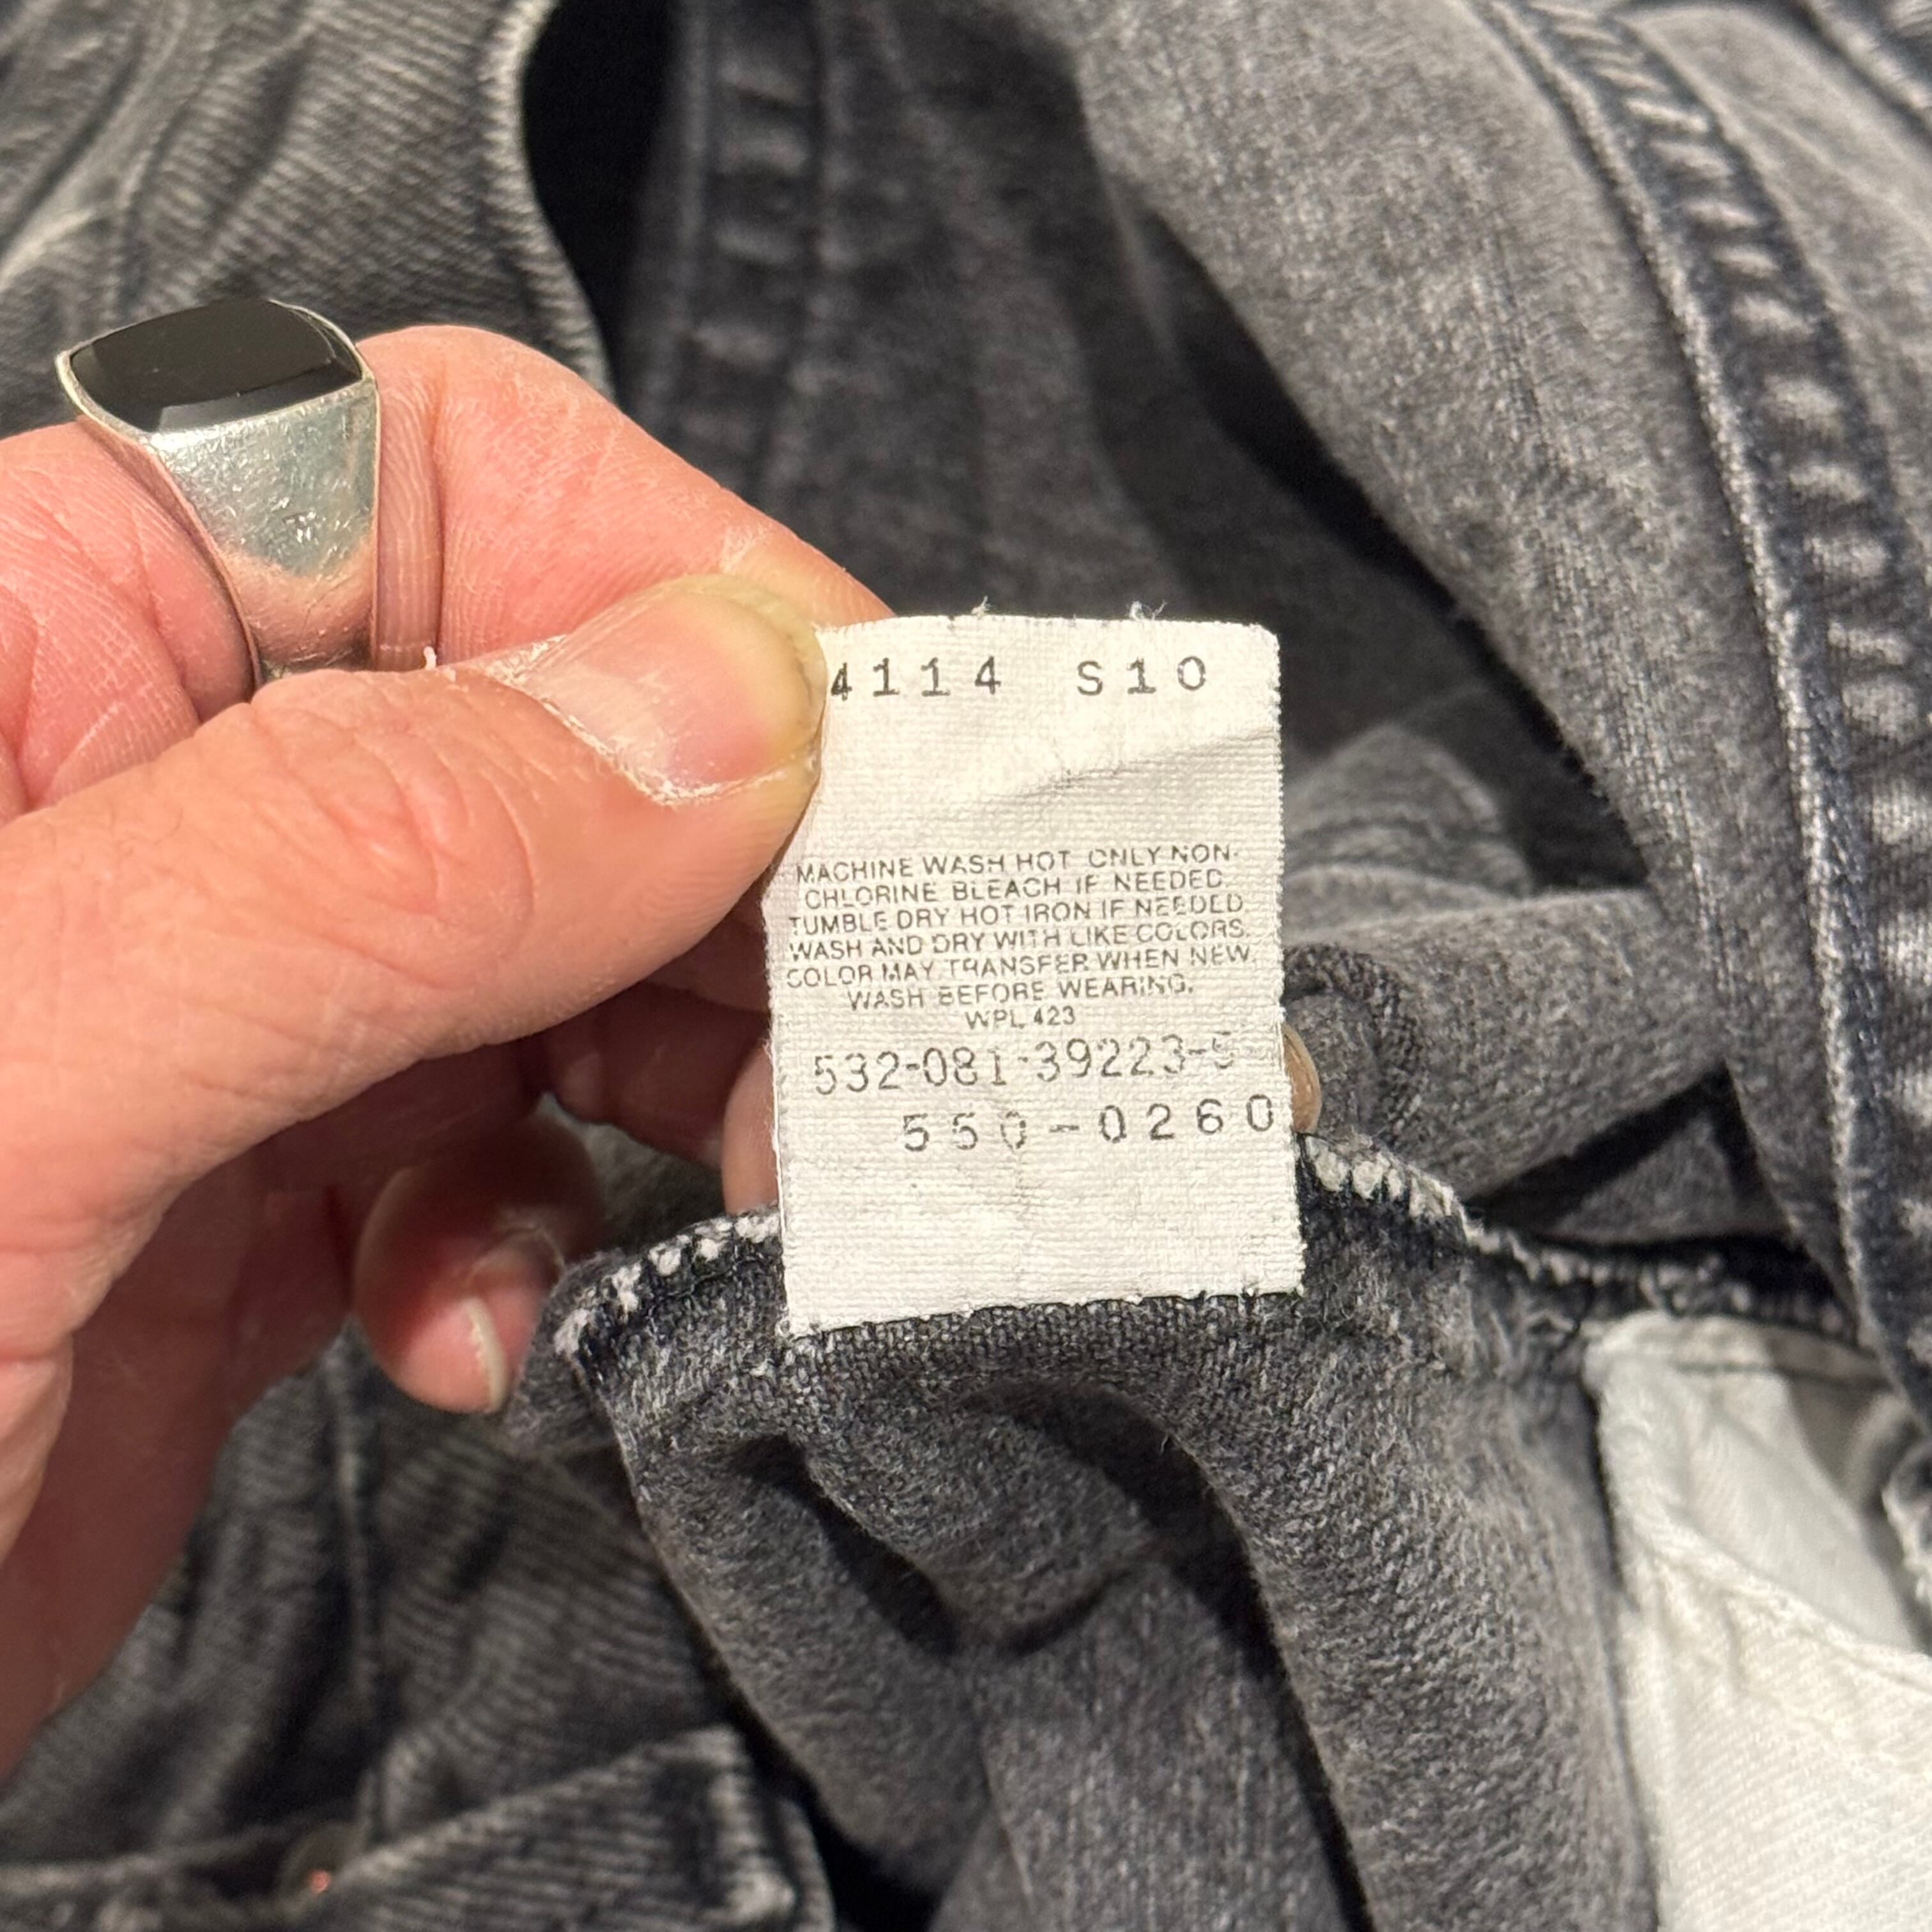 4114 S10
MACHINE WASH HOT ONLY NON-
CHLORINE BLEACH IF NEEDED.
TUMBLE DRY HOT IRON IF NEEDED.
WASH AND DRY WITH LIKE COLORS.
COLOR MAY TRANSFER WHEN NEW
WASH BEFORE WEARING.
WPL 423
532-081-39223-5
550-0260